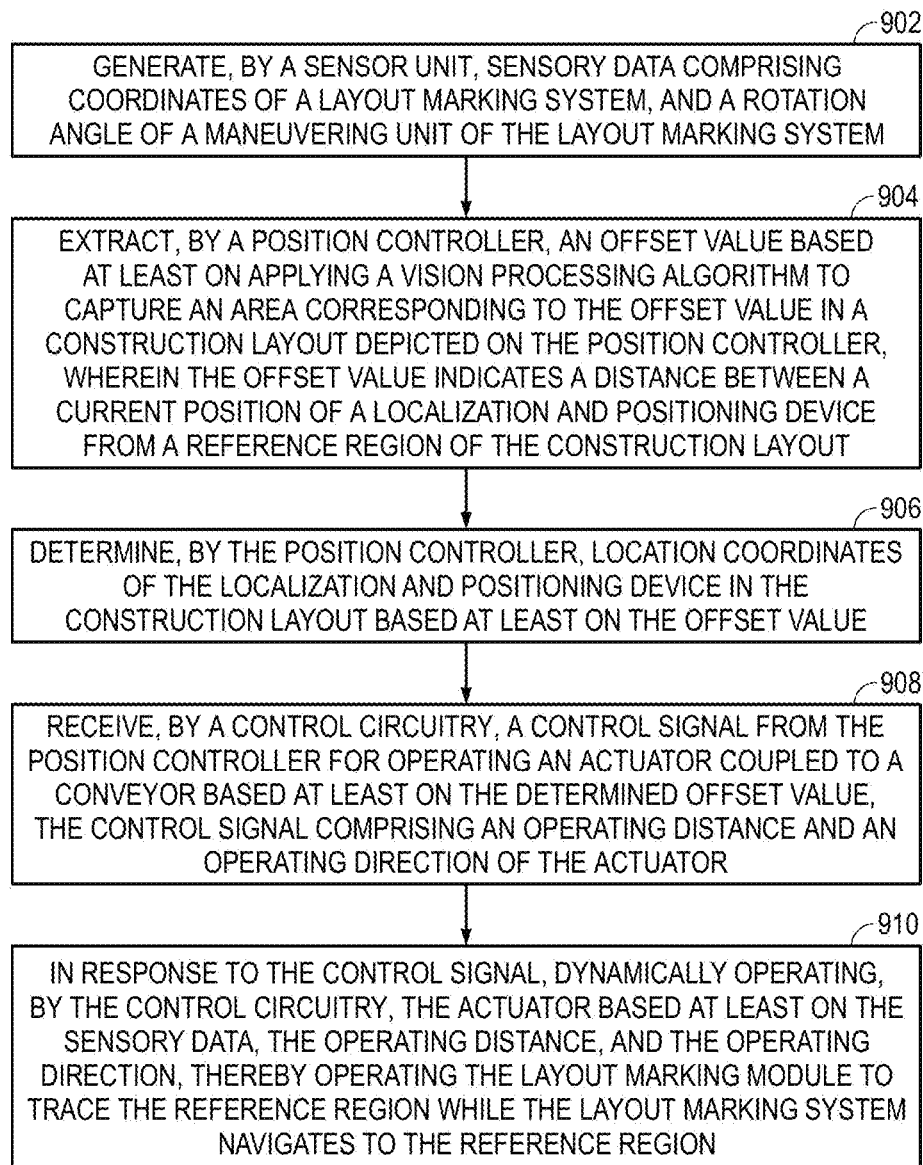 902
GENERATE, BY A SENSOR UNIT, SENSORY DATA COMPRISING
COORDINATES OF A LAYOUT MARKING SYSTEM, AND A ROTATION
ANGLE OF A MANEUVERING UNIT OF THE LAYOUT MARKING SYSTEM
904
EXTRACT, BY A POSITION CONTROLLER, AN OFFSET VALUE BASED
AT LEAST ON APPLYING A VISION PROCESSING ALGORITHM TO
CAPTURE AN AREA CORRESPONDING TO THE OFFSET VALUE IN A
CONSTRUCTION LAYOUT DEPICTED ON THE POSITION CONTROLLER,
WHEREIN THE OFFSET VALUE INDICATES A DISTANCE BETWEEN A
CURRENT POSITION OF A LOCALIZATION AND POSITIONING DEVICE
FROM A REFERENCE REGION OF THE CONSTRUCTION LAYOUT
906
DETERMINE, BY THE POSITION CONTROLLER, LOCATION COORDINATES
OF THE LOCALIZATION AND POSITIONING DEVICE IN THE
CONSTRUCTION LAYOUT BASED AT LEAST ON THE OFFSET VALUE
908
RECEIVE, BY A CONTROL CIRCUITRY, A CONTROL SIGNAL FROM THE
POSITION CONTROLLER FOR OPERATING AN ACTUATOR COUPLED TO A
CONVEYOR BASED AT LEAST ON THE DETERMINED OFFSET VALUE,
THE CONTROL SIGNAL COMPRISING AN OPERATING DISTANCE AND AN
OPERATING DIRECTION OF THE ACTUATOR
910
IN RESPONSE TO THE CONTROL SIGNAL, DYNAMICALLY OPERATING,
BY THE CONTROL CIRCUITRY, THE ACTUATOR BASED AT LEAST ON THE
SENSORY DATA, THE OPERATING DISTANCE, AND THE OPERATING
DIRECTION, THEREBY OPERATING THE LAYOUT MARKING MODULE TO
TRACE THE REFERENCE REGION WHILE THE LAYOUT MARKING SYSTEM
NAVIGATES TO THE REFERENCE REGION